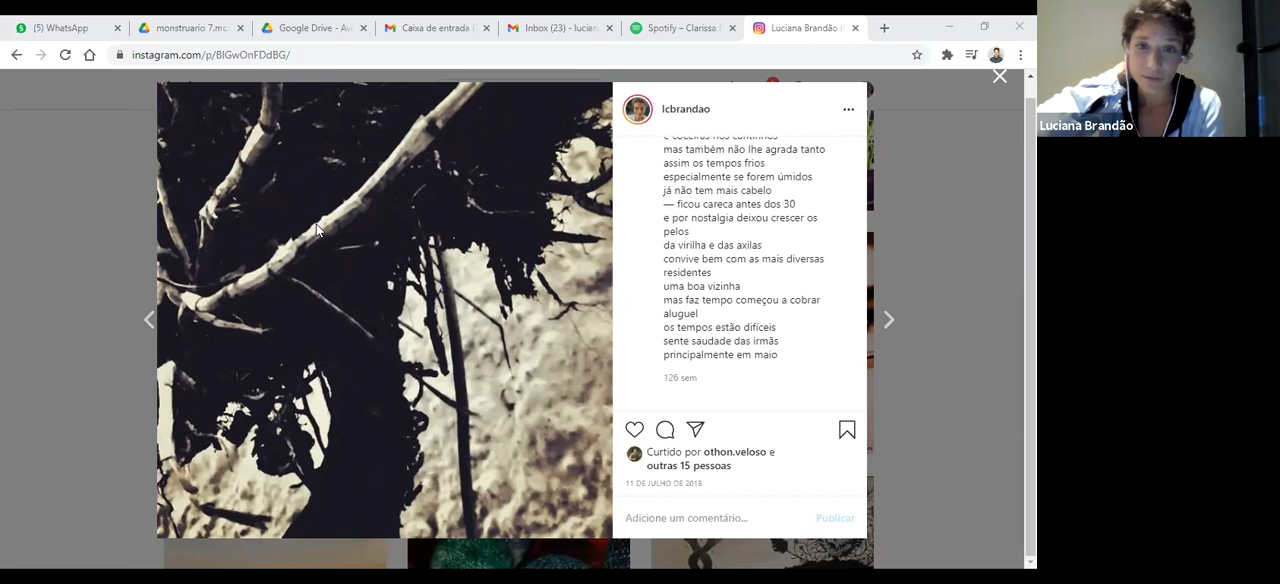 (5) WhatsApp
monstruario 7.mc
Google Drive - Ac
Caixa de entrada
Inbox (23) - lucian
Spotify – Clarissa
Luciana Brandão
instagram.com/p/BlGwOnFDdBG/
Luciana Brandão
lcbrandao
e coceiras nos cantinhos
mas também não lhe agrada tanto
assim os tempos frios
especialmente se forem úmidos
já não tem mais cabelo
— ficou careca antes dos 30
e por nostalgia deixou crescer os
pelos
da virilha e das axilas
convive bem com as mais diversas
residentes
uma boa vizinha
mas faz tempo começou a cobrar
aluguel
os tempos estão difíceis
sente saudade das irmãs
principalmente em maio
126 sem
Curtido por othon.veloso e
outras 15 pessoas
11 DE JULHO DE 2018
Adicione um comentário... Publicar